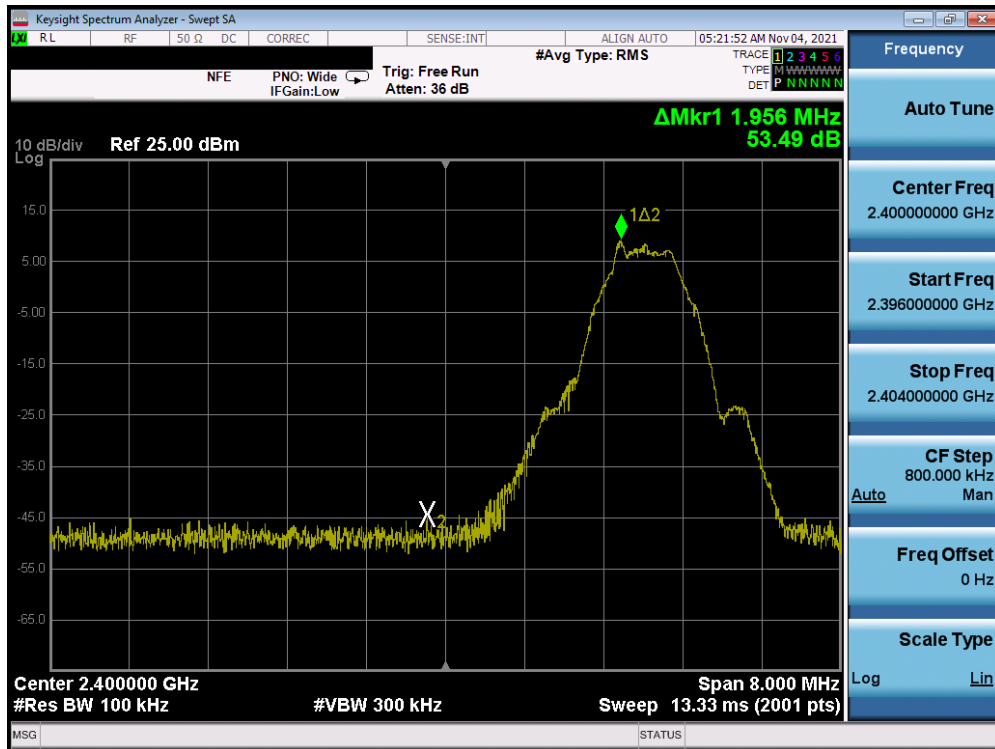 Keysight Spectrum Analyzer - Swept SA
LXI RL RF 50 Ω DC CORREC SENSE:INT ALIGN AUTO 05:21:52 AM Nov 04, 2021
NFE PNO: Wide Trig: Free Run #Avg Type: RMS TRACE 1 2 3 4 5 6
IFGain:Low Atten: 36 dB TYPE M WWWWW
DET P N N N N N
ΔMkr1 1.956 MHz
53.49 dB
10 dB/div Ref 25.00 dBm
Log
15.0
1Δ2
5.00
-5.00
-15.0
-25.0
-35.0
-45.0
X2
-55.0
-65.0
Center 2.400000 GHz Span 8.000 MHz
#Res BW 100 kHz #VBW 300 kHz Sweep 13.33 ms (2001 pts)
MSG STATUS
Frequency
Auto Tune
Center Freq
2.400000000 GHz
Start Freq
2.396000000 GHz
Stop Freq
2.404000000 GHz
CF Step
800.000 kHz
Auto Man
Freq Offset
0 Hz
Scale Type
Log Lin